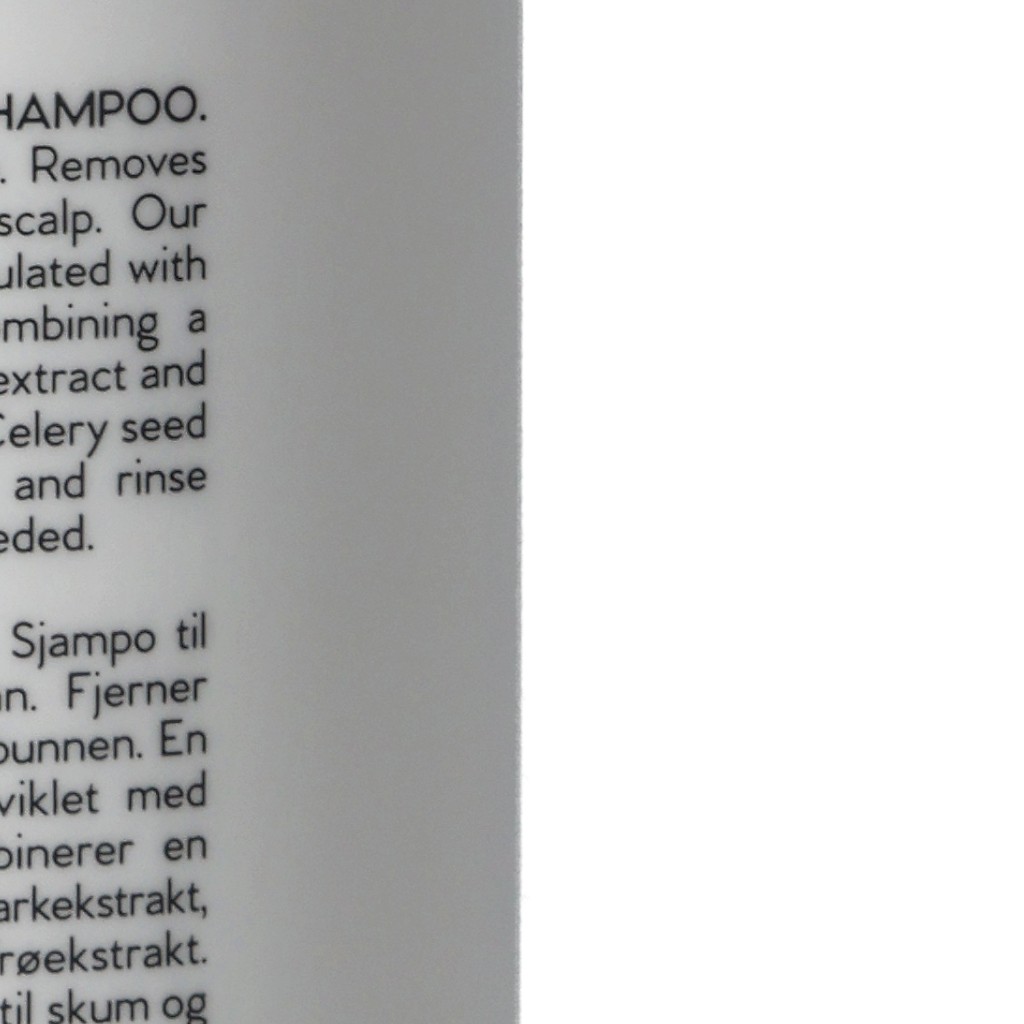 HAMPOO.
. Removes
scalp. Our
ulated with
mbining a
extract and
Celery seed
and rinse
eded.
Sjampo til
n. Fjerner
bunnen. En
viklet med
binerer en
arkekstrakt,
røekstrakt.
til skum og